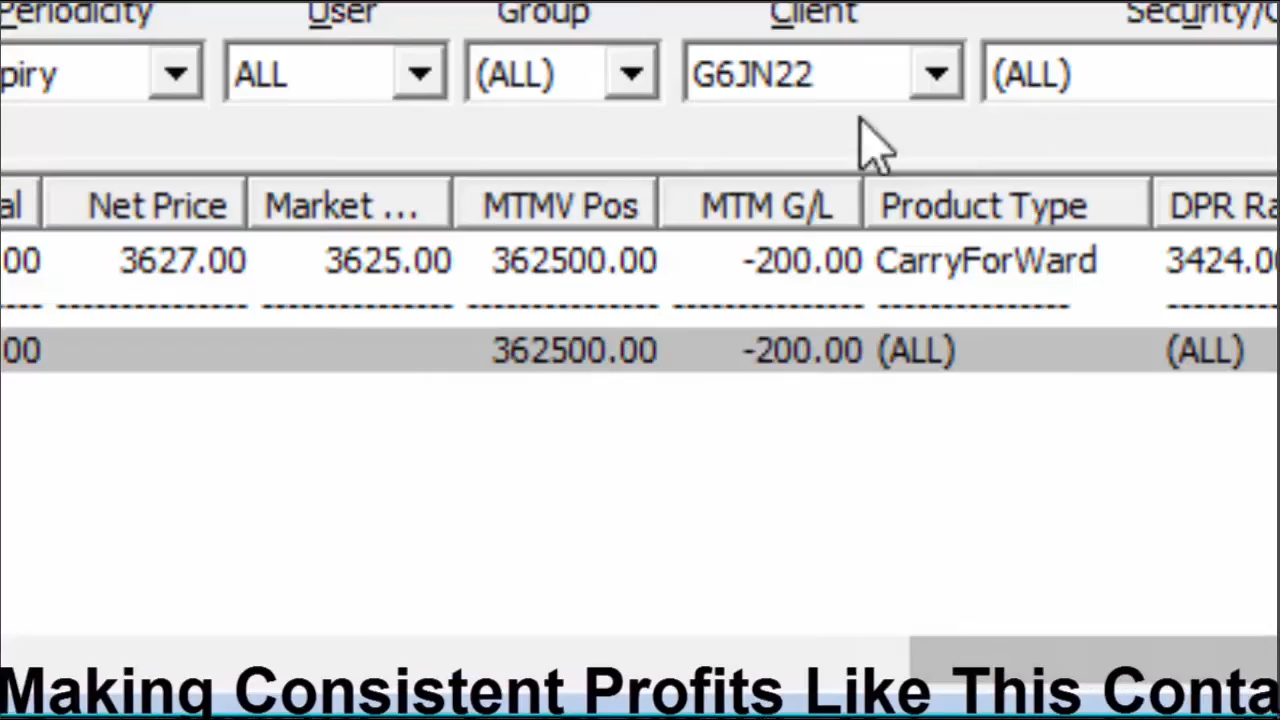 Periodicity User Group Client Security/C
piry ALL (ALL) G6JN22 (ALL)
al Net Price Market ... MTMV Pos MTM G/L Product Type DPR Ra
00 3627.00 3625.00 362500.00 -200.00 CarryForWard 3424.00
00 362500.00 -200.00 (ALL) (ALL)
Making Consistent Profits Like This Conta